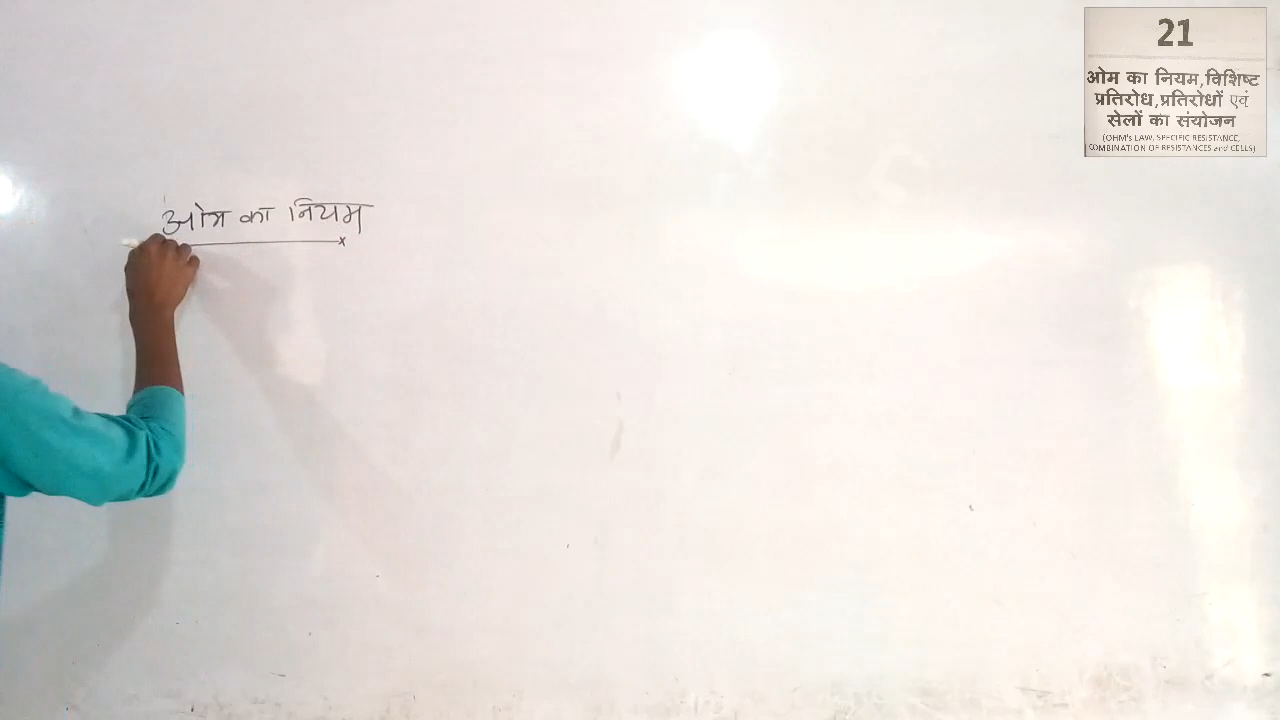 21
ओम का नियम,विशिष्ट
प्रतिरोध,प्रतिरोधों एवं
सेलों का संयोजन
(OHM's LAW, SPECIFIC RESISTANCE,
COMBINATION OF RESISTANCES and CELLS)
ओम का नियम